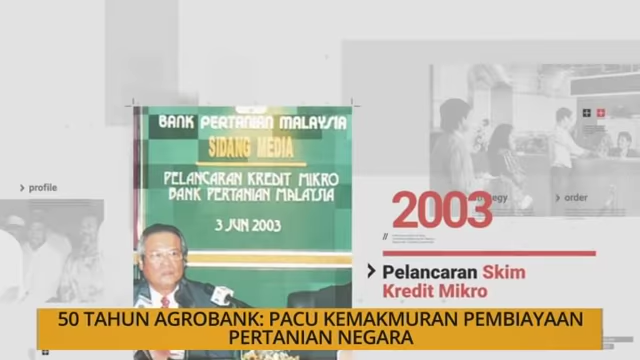 BANK PERTANIAN MALAYSIA
SIDANG MEDIA
PELANCARAN KREDIT MIKRO
BANK PERTANIAN MALAYSIA
3 JUN 2003
profile
2003
order
//
Pelancaran Skim
Kredit Mikro
50 TAHUN AGROBANK: PACU KEMAKMURAN PEMBIAYAAN
PERTANIAN NEGARA